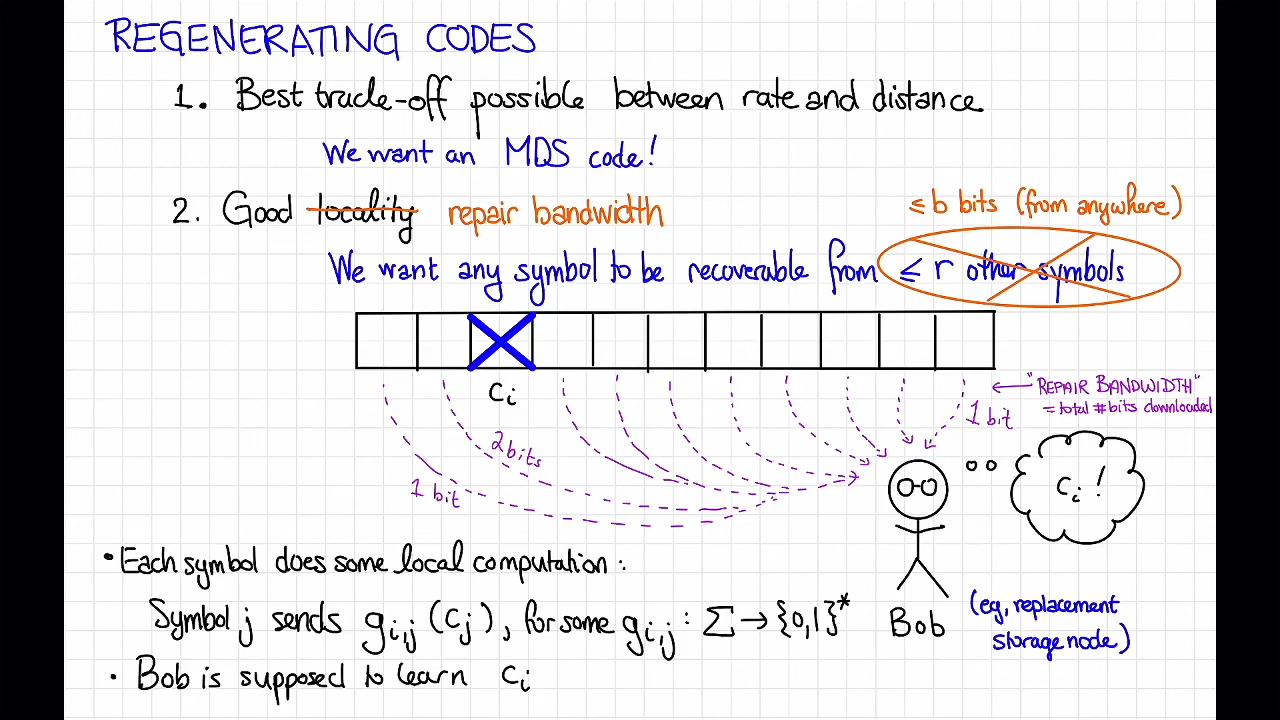 REGENERATING CODES
1. Best trade-off possible between rate and distance
We want an MDS code!
2. Good locality repair bandwidth
≤ b bits (from anywhere)
We want any symbol to be recoverable from ≤ r other symbols
c_i
"REPAIR BANDWIDTH"
= total # bits downloaded
1 bit
2 bits
1 bit
c_i !
• Each symbol does some local computation:
Symbol j sends g_{i,j}(c_j), for some g_{i,j} : Σ → {0,1}*
Bob
(eg, replacement
storage node)
• Bob is supposed to learn c_i